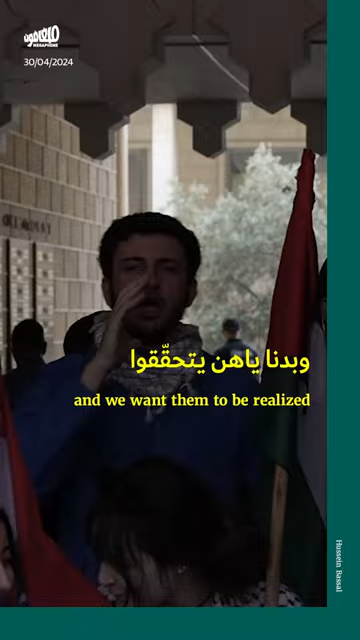 ميغافون
MEGAPHONE
30/04/2024
وبدنا ياهن يتحقّقوا
and we want them to be realized
Hussein Bassal